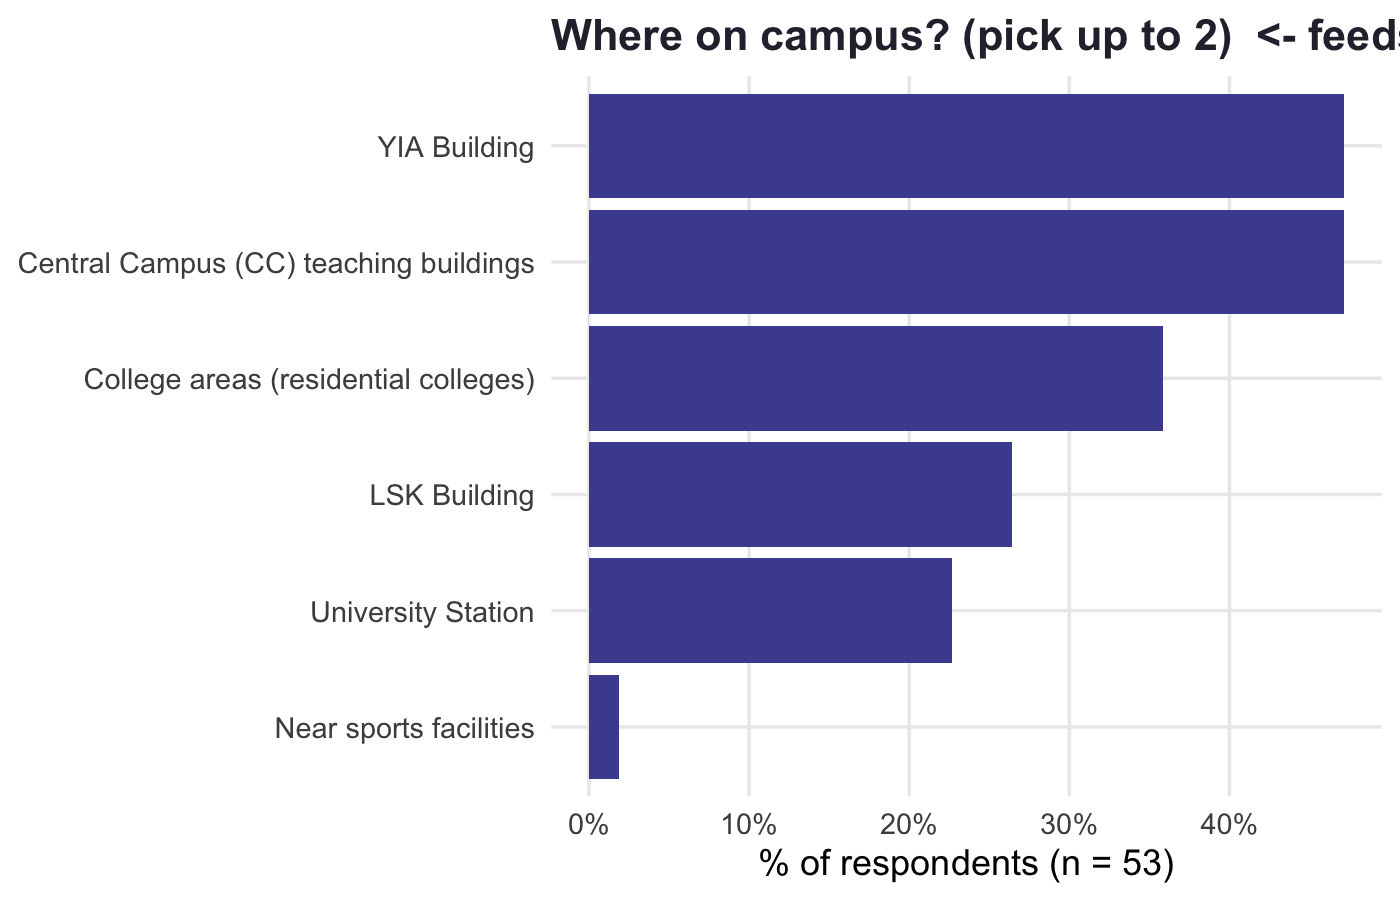 Where on campus? (pick up to 2)  <- feeds
YIA Building
Central Campus (CC) teaching buildings
College areas (residential colleges)
LSK Building
University Station
Near sports facilities
0% 10% 20% 30% 40%
% of respondents (n = 53)